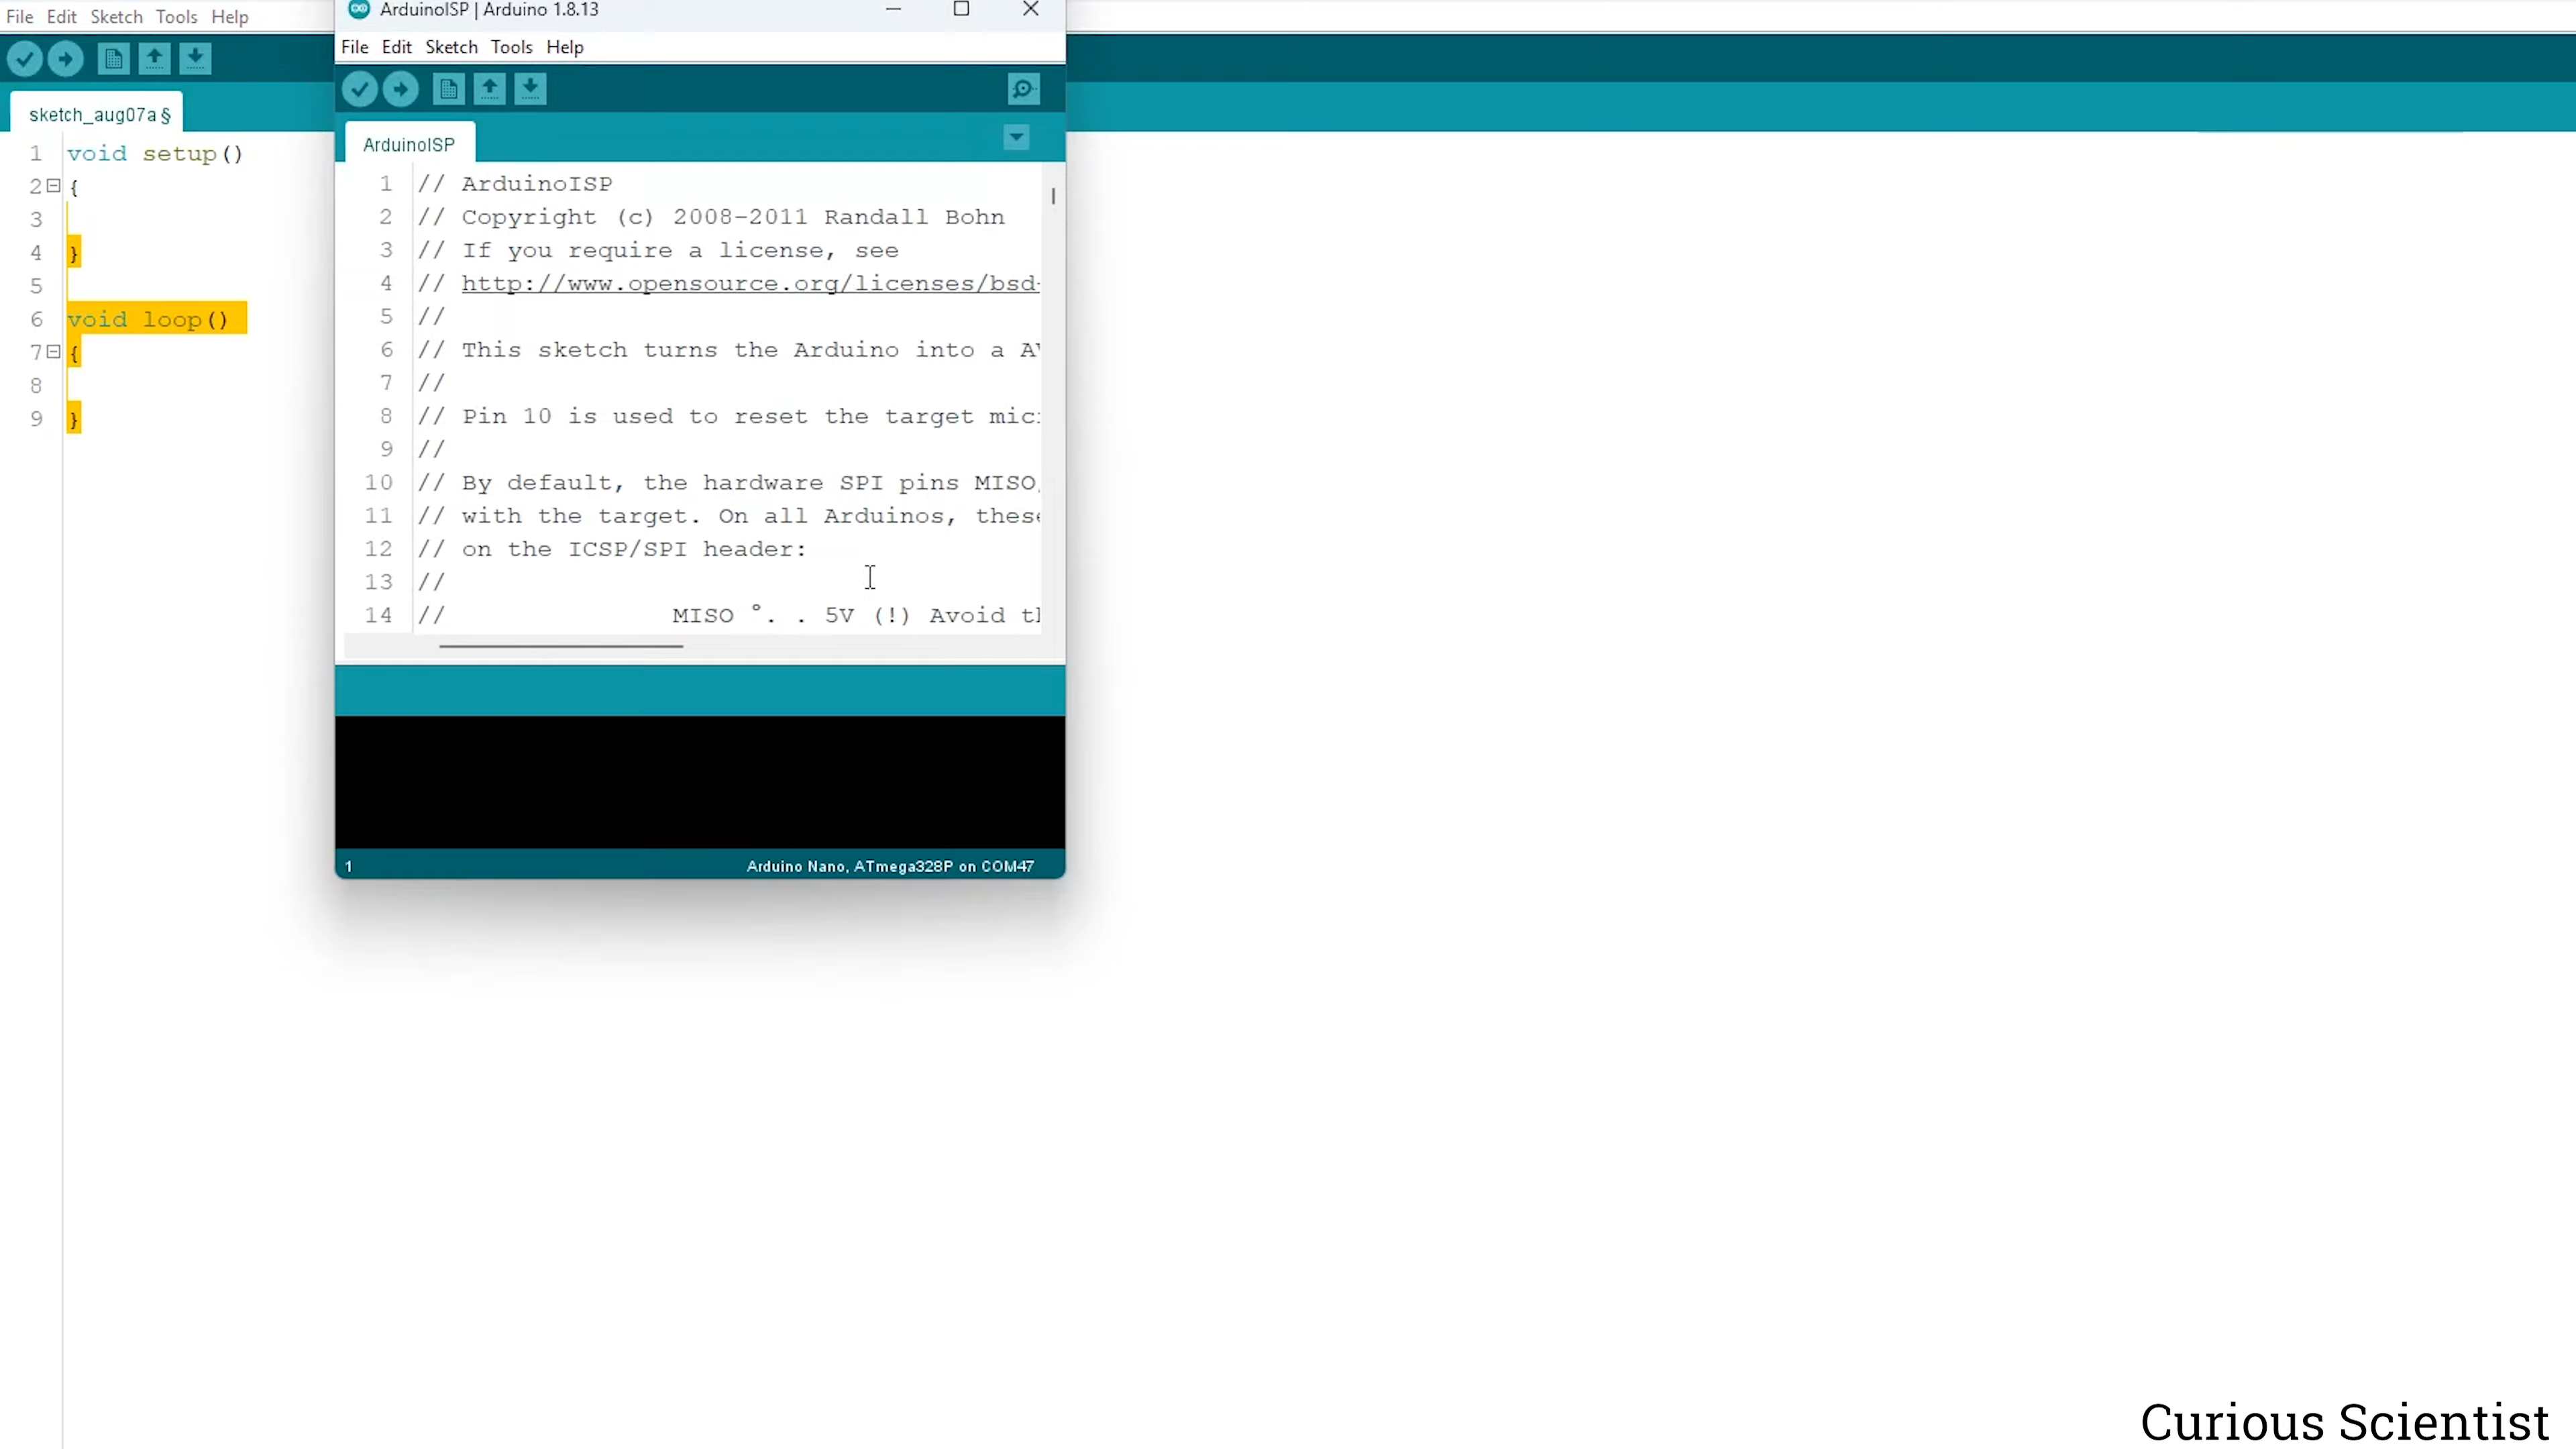 File Edit Sketch Tools Help
sketch_aug07a §
1 void setup()
2 {
3
4 }
5
6 void loop()
7 {
8
9 }
ArduinoISP | Arduino 1.8.13
File Edit Sketch Tools Help
ArduinoISP
1 // ArduinoISP
2 // Copyright (c) 2008-2011 Randall Bohn
3 // If you require a license, see
4 // http://www.opensource.org/licenses/bsd-
5 //
6 // This sketch turns the Arduino into a
7 //
8 // Pin 10 is used to reset the target
9 //
10 // By default, the hardware SPI pins MISO,
11 // with the target. On all Arduinos, these
12 // on the ICSP/SPI header:
13 //
14 // MISO °. . 5V (!) Avoid
1
Arduino Nano, ATmega328P on COM47
Curious Scientist